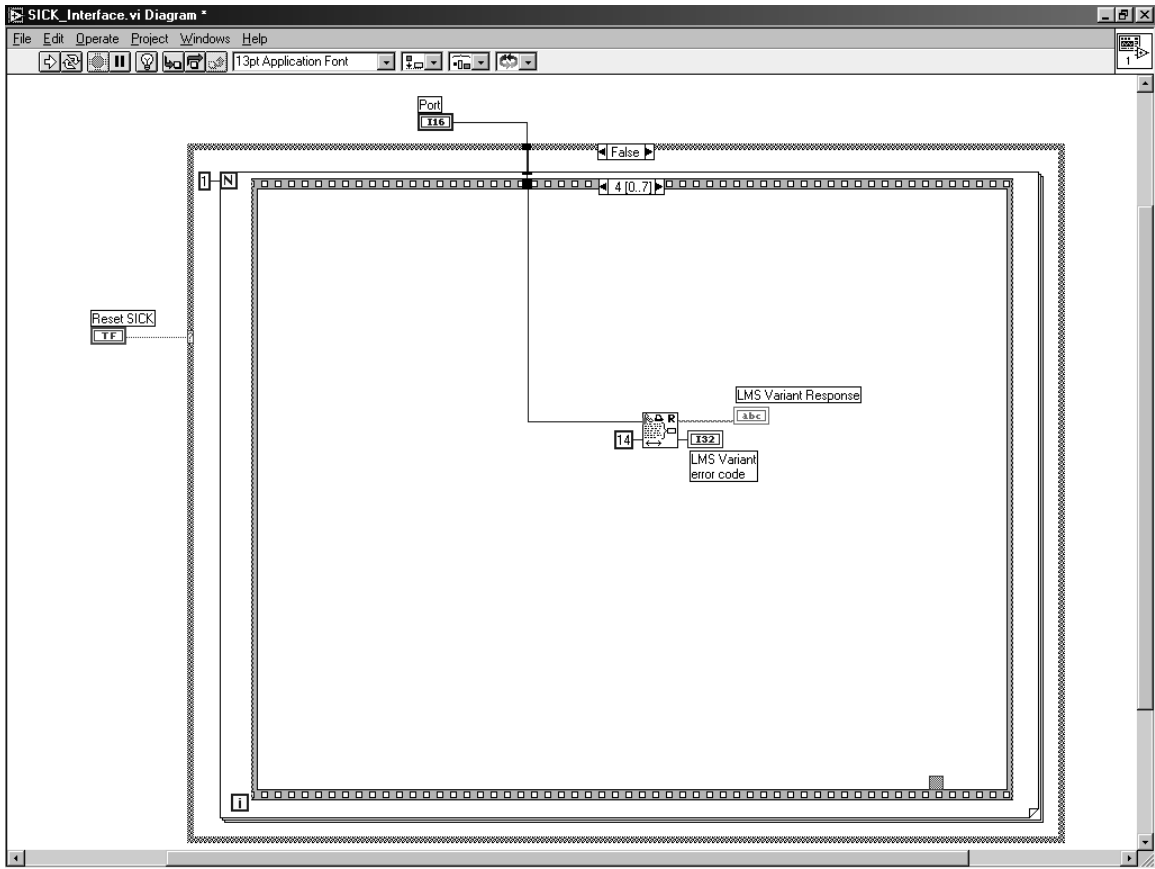 SICK_Interface.vi Diagram *
File Edit Operate Project Windows Help
13pt Application Font
1
Port
I16
False
1 N
4 [0..7]
Reset SICK
TF
LMS Variant Response
abc
R
14
I32
LMS Variant
error code
i